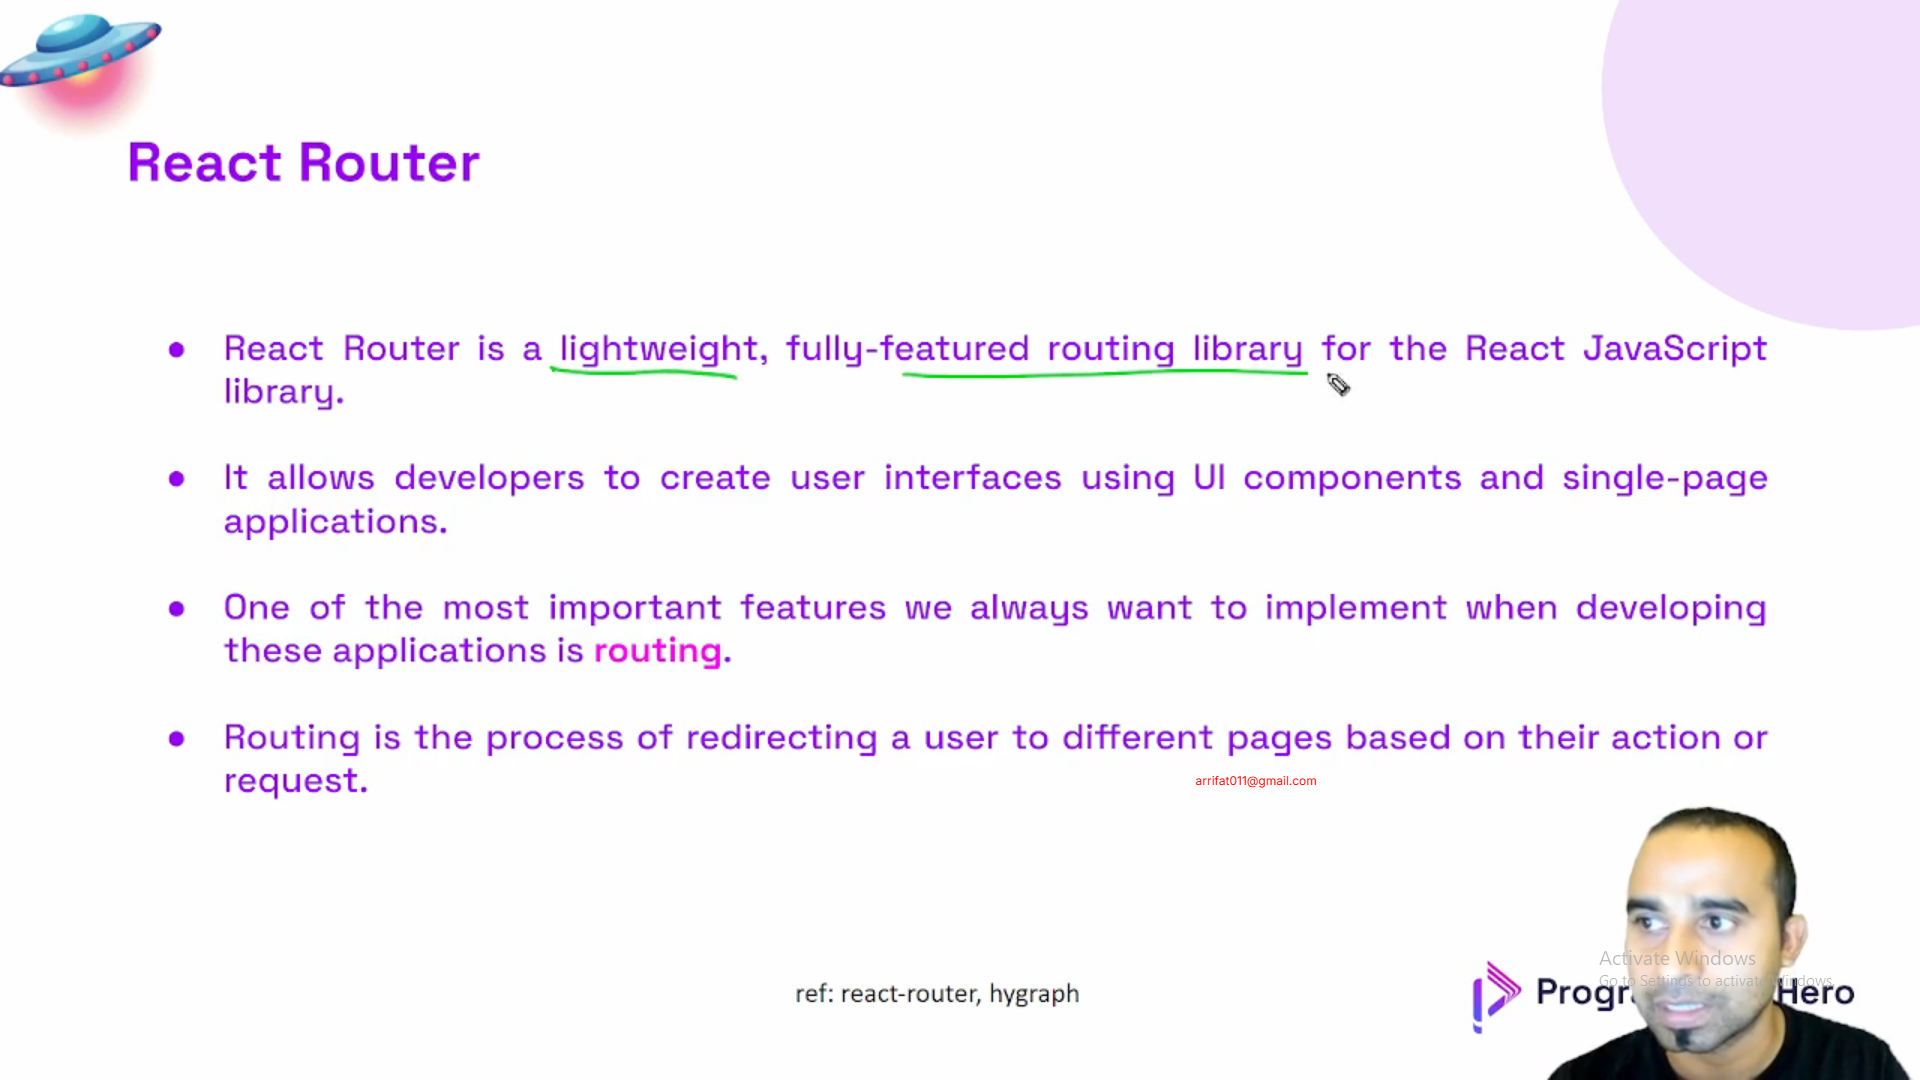 React Router
● React Router is a lightweight, fully-featured routing library for the React JavaScript
library.
● It allows developers to create user interfaces using UI components and single-page
applications.
● One of the most important features we always want to implement when developing
these applications is routing.
● Routing is the process of redirecting a user to different pages based on their action or
request.
arrifat011@gmail.com
Activate Windows
Go to Settings to activate Windows.
ref: react-router, hygraph
Hero